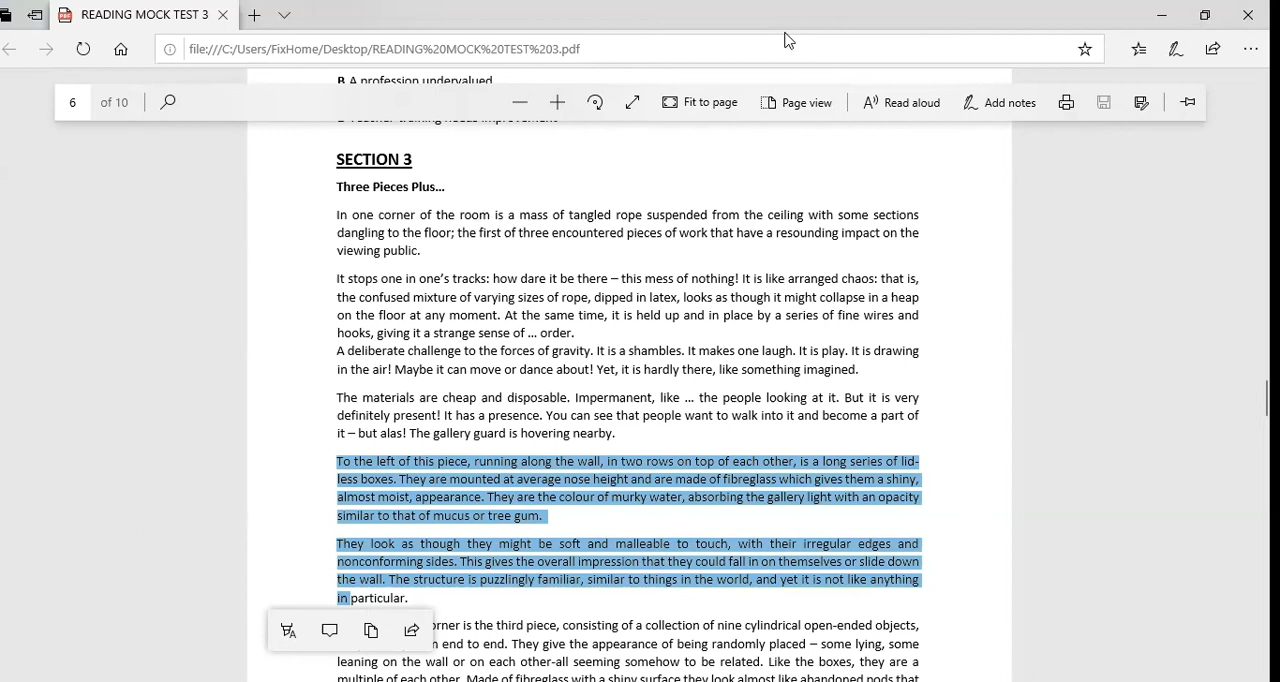 READING MOCK TEST 3
file:///C:/Users/FixHome/Desktop/READING%20MOCK%20TEST%203.pdf
B A profession undervalued
6 of 10
Fit to page
Page view
Read aloud
Add notes
SECTION 3
Three Pieces Plus...
In one corner of the room is a mass of tangled rope suspended from the ceiling with some sections
dangling to the floor; the first of three encountered pieces of work that have a resounding impact on the
viewing public.
It stops one in one's tracks: how dare it be there – this mess of nothing! It is like arranged chaos: that is,
the confused mixture of varying sizes of rope, dipped in latex, looks as though it might collapse in a heap
on the floor at any moment. At the same time, it is held up and in place by a series of fine wires and
hooks, giving it a strange sense of ... order.
A deliberate challenge to the forces of gravity. It is a shambles. It makes one laugh. It is play. It is drawing
in the air! Maybe it can move or dance about! Yet, it is hardly there, like something imagined.
The materials are cheap and disposable. Impermanent, like ... the people looking at it. But it is very
definitely present! It has a presence. You can see that people want to walk into it and become a part of
it – but alas! The gallery guard is hovering nearby.
To the left of this piece, running along the wall, in two rows on top of each other, is a long series of lid-
less boxes. They are mounted at average nose height and are made of fibreglass which gives them a shiny,
almost moist, appearance. They are the colour of murky water, absorbing the gallery light with an opacity
similar to that of mucus or tree gum.
They look as though they might be soft and malleable to touch, with their irregular edges and
nonconforming sides. This gives the overall impression that they could fall in on themselves or slide down
the wall. The structure is puzzlingly familiar, similar to things in the world, and yet it is not like anything
in particular.
orner is the third piece, consisting of a collection of nine cylindrical open-ended objects,
end to end. They give the appearance of being randomly placed – some lying, some
leaning on the wall or on each other-all seeming somehow to be related. Like the boxes, they are a
multiple of each other. Made of fibreglass with a shiny surface they look almost like abandoned pods that